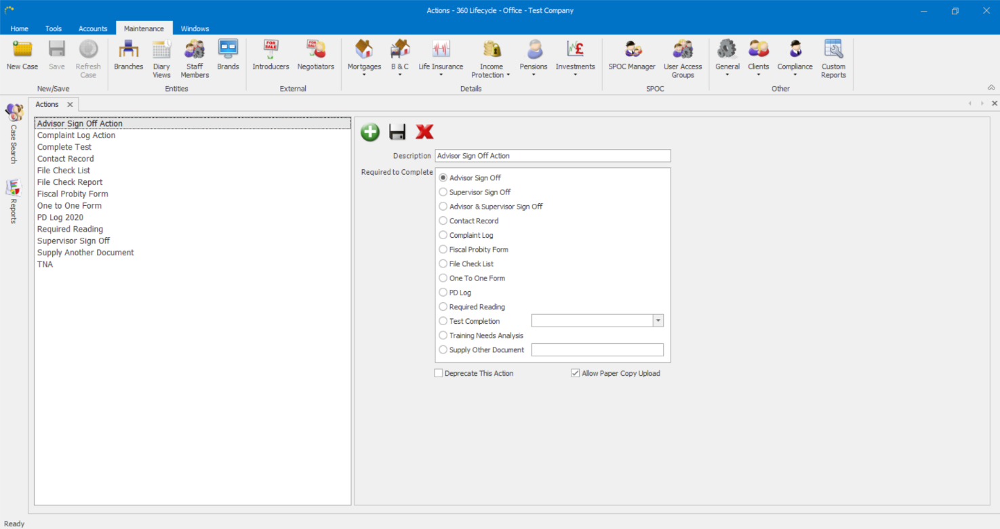 Actions - 360 Lifecycle - Office - Test Company
Home Tools Accounts Maintenance Windows
New Case Save Refresh Case Branches Diary Views Staff Members Brands Introducers Negotiators Mortgages B & C Life Insurance Income Protection Pensions Investments SPOC Manager User Access Groups General Clients Compliance Custom Reports
New/Save Entities External Details SPOC Other
Actions
Case Search
Reports
Advisor Sign Off Action
Complaint Log Action
Complete Test
Contact Record
File Check List
File Check Report
Fiscal Probity Form
One to One Form
PD Log 2020
Required Reading
Supervisor Sign Off
Supply Another Document
TNA
Description Advisor Sign Off Action
Required to Complete
Advisor Sign Off
Supervisor Sign Off
Advisor & Supervisor Sign Off
Contact Record
Complaint Log
Fiscal Probity Form
File Check List
One To One Form
PD Log
Required Reading
Test Completion
Training Needs Analysis
Supply Other Document
Deprecate This Action Allow Paper Copy Upload
Ready